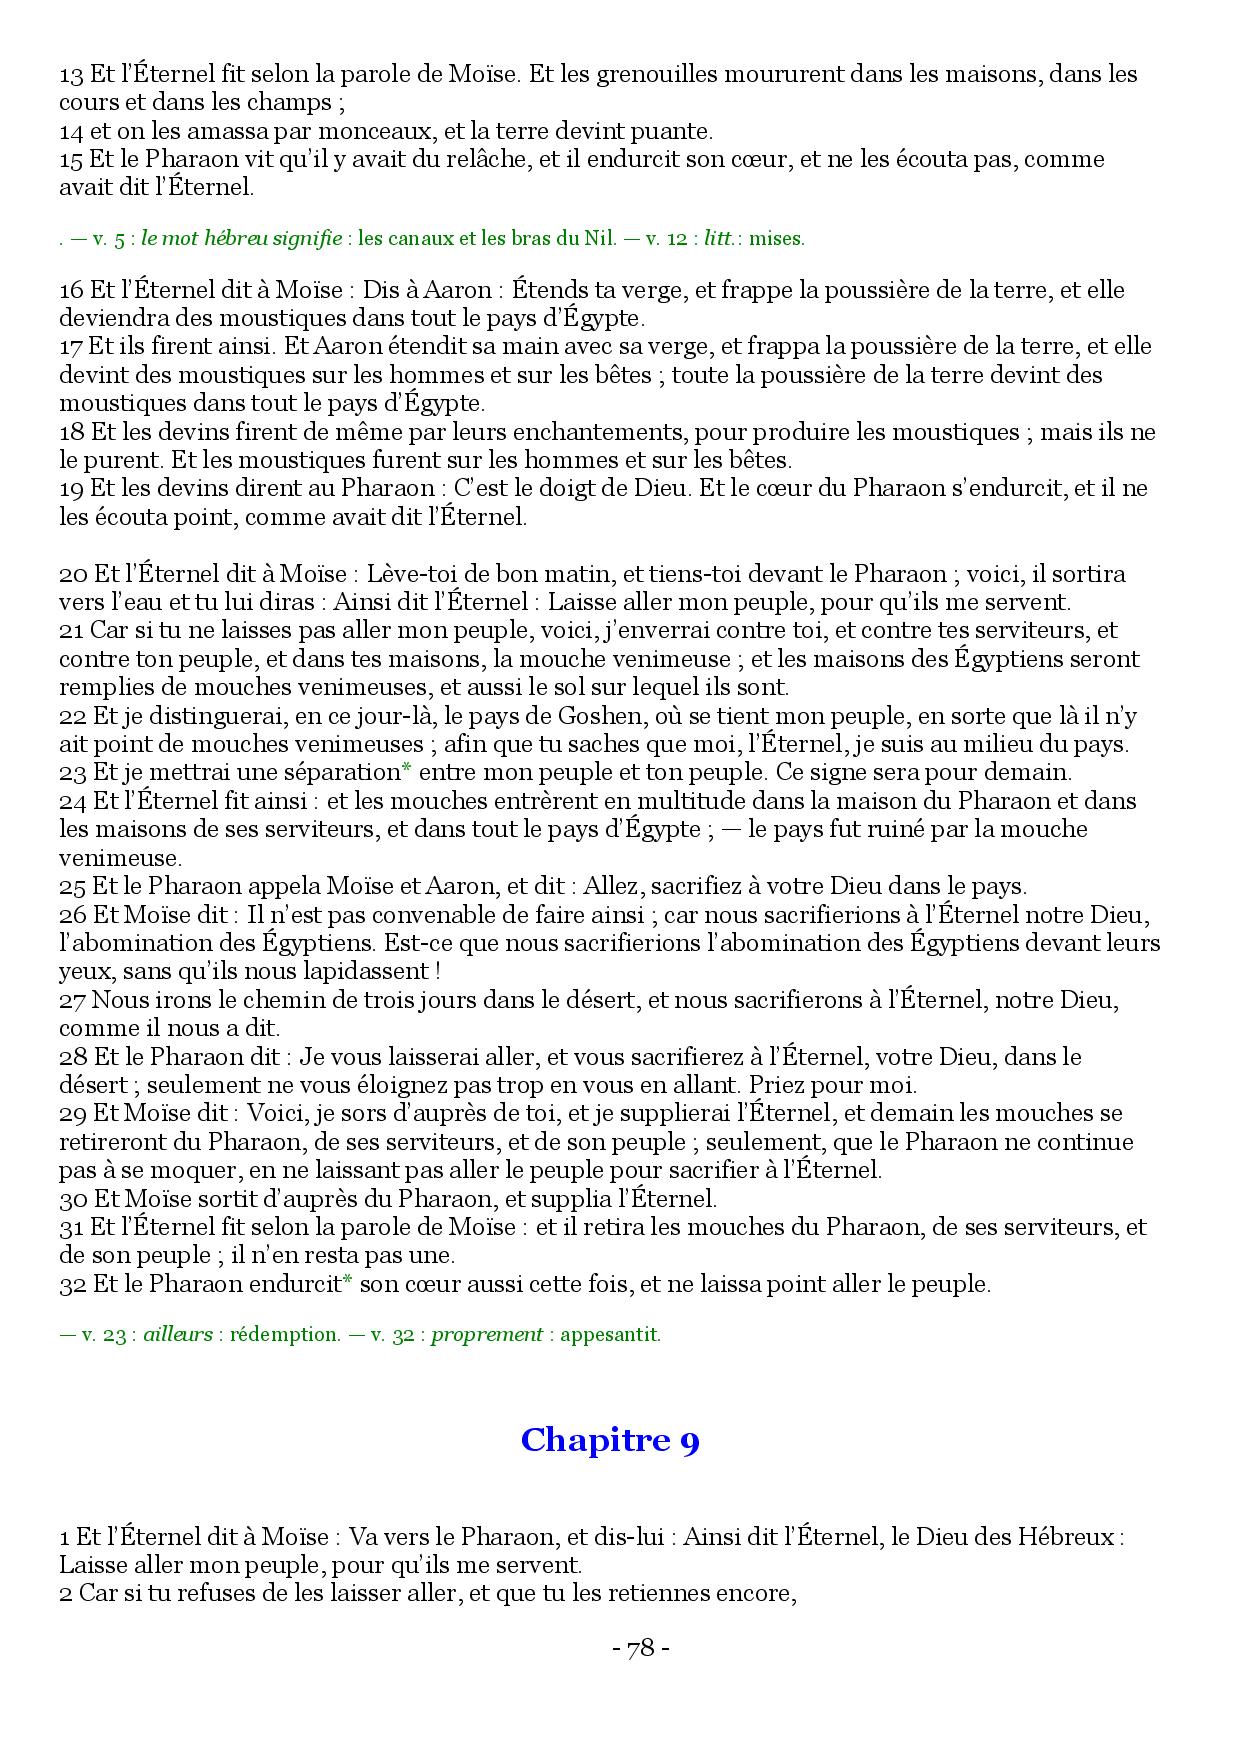 13 Et l’Éternel fit selon la parole de Moïse. Et les grenouilles moururent dans les maisons, dans les
cours et dans les champs ;
14 et on les amassa par monceaux, et la terre devint puante.
15 Et le Pharaon vit qu’il y avait du relâche, et il endurcit son cœur, et ne les écouta pas, comme
avait dit l’Éternel.
. — v. 5 : le mot hébreu signifie : les canaux et les bras du Nil. — v. 12 : litt.: mises.
16 Et l’Éternel dit à Moïse : Dis à Aaron : Étends ta verge, et frappe la poussière de la terre, et elle
deviendra des moustiques dans tout le pays d’Égypte.
17 Et ils firent ainsi. Et Aaron étendit sa main avec sa verge, et frappa la poussière de la terre, et elle
devint des moustiques sur les hommes et sur les bêtes ; toute la poussière de la terre devint des
moustiques dans tout le pays d’Égypte.
18 Et les devins firent de même par leurs enchantements, pour produire les moustiques ; mais ils ne
le purent. Et les moustiques furent sur les hommes et sur les bêtes.
19 Et les devins dirent au Pharaon : C’est le doigt de Dieu. Et le cœur du Pharaon s’endurcit, et il ne
les écouta point, comme avait dit l’Éternel.
20 Et l’Éternel dit à Moïse : Lève-toi de bon matin, et tiens-toi devant le Pharaon ; voici, il sortira
vers l’eau et tu lui diras : Ainsi dit l’Éternel : Laisse aller mon peuple, pour qu’ils me servent.
21 Car si tu ne laisses pas aller mon peuple, voici, j’enverrai contre toi, et contre tes serviteurs, et
contre ton peuple, et dans tes maisons, la mouche venimeuse ; et les maisons des Égyptiens seront
remplies de mouches venimeuses, et aussi le sol sur lequel ils sont.
22 Et je distinguerai, en ce jour-là, le pays de Goshen, où se tient mon peuple, en sorte que là il n’y
ait point de mouches venimeuses ; afin que tu saches que moi, l’Éternel, je suis au milieu du pays.
23 Et je mettrai une séparation* entre mon peuple et ton peuple. Ce signe sera pour demain.
24 Et l’Éternel fit ainsi : et les mouches entrèrent en multitude dans la maison du Pharaon et dans
les maisons de ses serviteurs, et dans tout le pays d’Égypte ; — le pays fut ruiné par la mouche
venimeuse.
25 Et le Pharaon appela Moïse et Aaron, et dit : Allez, sacrifiez à votre Dieu dans le pays.
26 Et Moïse dit : Il n’est pas convenable de faire ainsi ; car nous sacrifierions à l’Éternel notre Dieu,
l’abomination des Égyptiens. Est-ce que nous sacrifierions l’abomination des Égyptiens devant leurs
yeux, sans qu’ils nous lapidassent !
27 Nous irons le chemin de trois jours dans le désert, et nous sacrifierons à l’Éternel, notre Dieu,
comme il nous a dit.
28 Et le Pharaon dit : Je vous laisserai aller, et vous sacrifierez à l’Éternel, votre Dieu, dans le
désert ; seulement ne vous éloignez pas trop en vous en allant. Priez pour moi.
29 Et Moïse dit : Voici, je sors d’auprès de toi, et je supplierai l’Éternel, et demain les mouches se
retireront du Pharaon, de ses serviteurs, et de son peuple ; seulement, que le Pharaon ne continue
pas à se moquer, en ne laissant pas aller le peuple pour sacrifier à l’Éternel.
30 Et Moïse sortit d’auprès du Pharaon, et supplia l’Éternel.
31 Et l’Éternel fit selon la parole de Moïse : et il retira les mouches du Pharaon, de ses serviteurs, et
de son peuple ; il n’en resta pas une.
32 Et le Pharaon endurcit* son cœur aussi cette fois, et ne laissa point aller le peuple.
— v. 23 : ailleurs : rédemption. — v. 32 : proprement : appesantit.
Chapitre 9
1 Et l’Éternel dit à Moïse : Va vers le Pharaon, et dis-lui : Ainsi dit l’Éternel, le Dieu des Hébreux :
Laisse aller mon peuple, pour qu’ils me servent.
2 Car si tu refuses de les laisser aller, et que tu les retiennes encore,
- 78 -